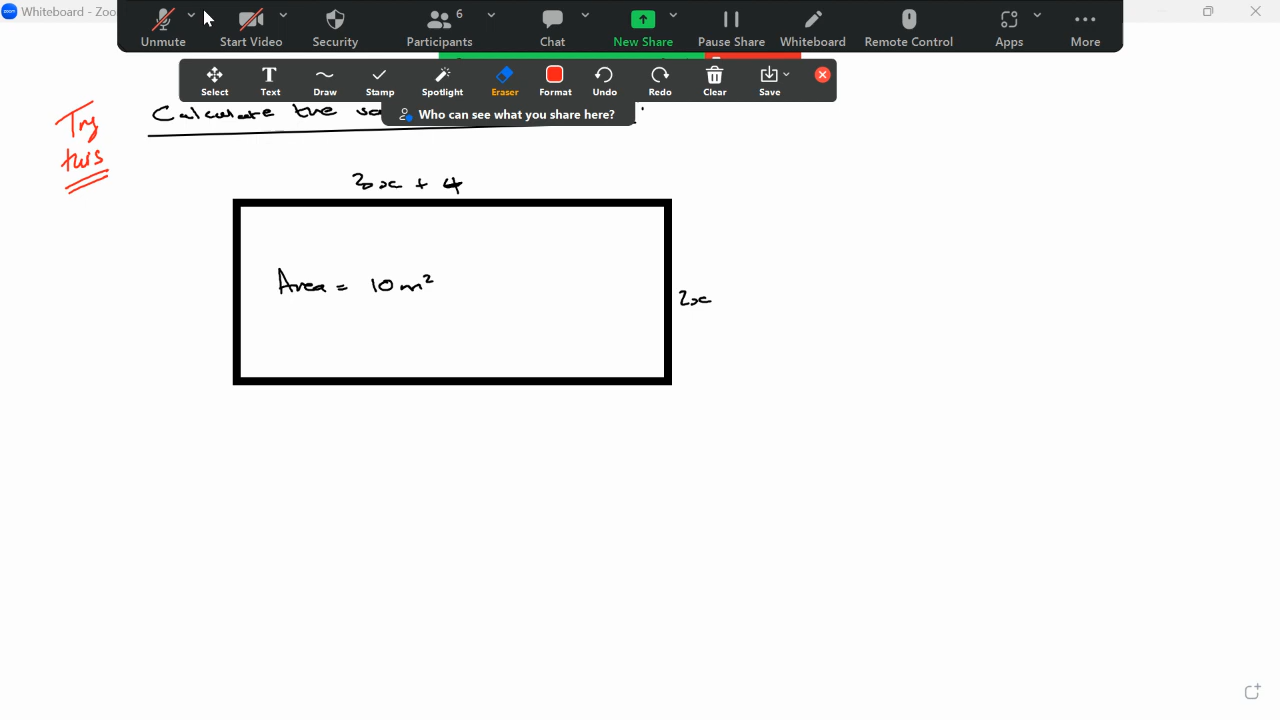 Whiteboard - Zoo
Unmute
Start Video
Security
6
Participants
Chat
New Share
Pause Share
Whiteboard
Remote Control
Apps
More
Select
Text
Draw
Stamp
Spotlight
Eraser
Format
Undo
Redo
Clear
Save
Who can see what you share here?
Calculate the
Try
this
3x + 4
Area = 10m²
2x